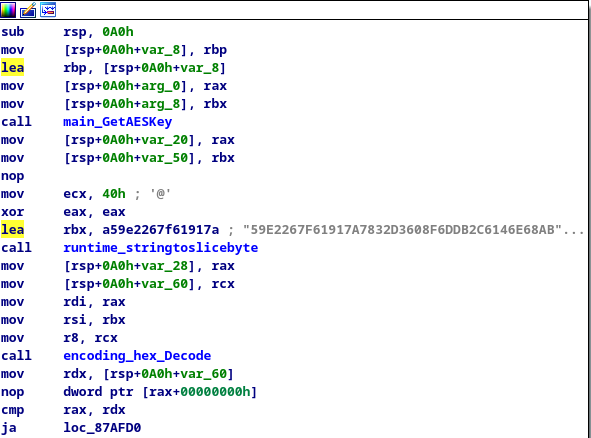 sub rsp, 0A0h
mov [rsp+0A0h+var_8], rbp
lea rbp, [rsp+0A0h+var_8]
mov [rsp+0A0h+arg_0], rax
mov [rsp+0A0h+arg_8], rbx
call main_GetAESKey
mov [rsp+0A0h+var_20], rax
mov [rsp+0A0h+var_50], rbx
nop
mov ecx, 40h ; '@'
xor eax, eax
lea rbx, a59e2267f61917a ; "59E2267F61917A7832D3608F6DDB2C6146E68AB"...
call runtime_stringtoslicebyte
mov [rsp+0A0h+var_28], rax
mov [rsp+0A0h+var_60], rcx
mov rdi, rax
mov rsi, rbx
mov r8, rcx
call encoding_hex_Decode
mov rdx, [rsp+0A0h+var_60]
nop dword ptr [rax+00000000h]
cmp rax, rdx
ja loc_87AFD0